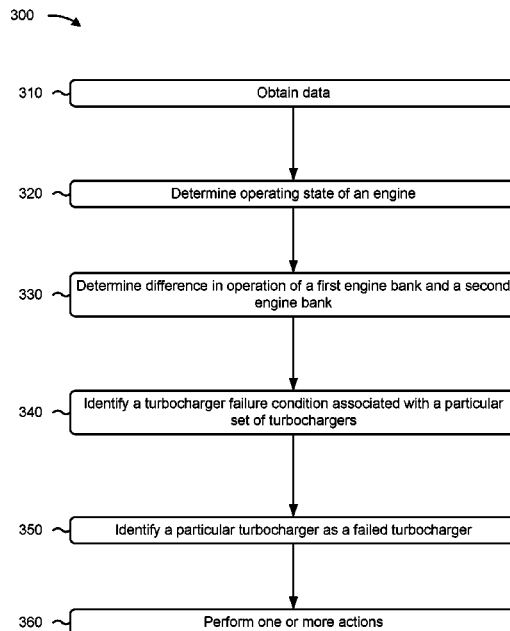 300
310
Obtain data
320
Determine operating state of an engine
330
Determine difference in operation of a first engine bank and a second
engine bank
340
Identify a turbocharger failure condition associated with a particular
set of turbochargers
350
Identify a particular turbocharger as a failed turbocharger
360
Perform one or more actions